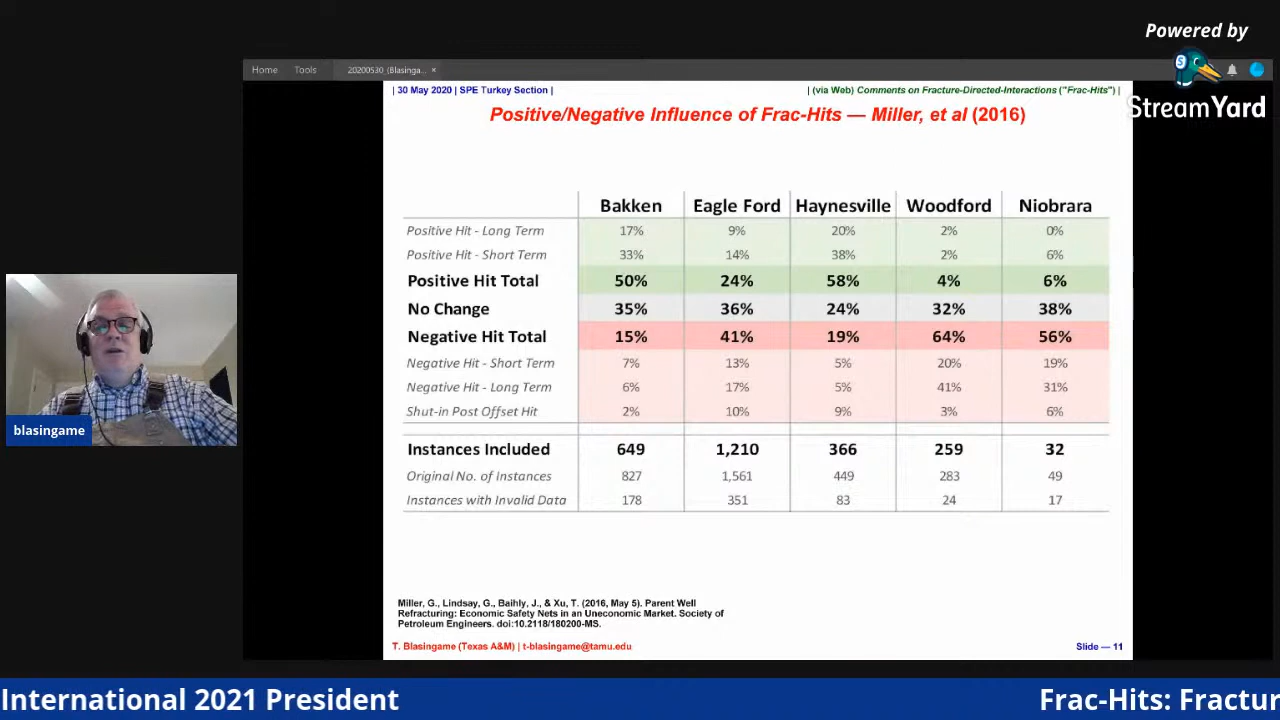 Powered by
StreamYard
Home Tools 20200530_(Blasinga... ×
| 30 May 2020 | SPE Turkey Section |
| (via Web) Comments on Fracture-Directed-Interactions ("Frac-Hits") |
Positive/Negative Influence of Frac-Hits — Miller, et al (2016)
Bakken Eagle Ford Haynesville Woodford Niobrara
Positive Hit - Long Term 17% 9% 20% 2% 0%
Positive Hit - Short Term 33% 14% 38% 2% 6%
Positive Hit Total 50% 24% 58% 4% 6%
No Change 35% 36% 24% 32% 38%
Negative Hit Total 15% 41% 19% 64% 56%
Negative Hit - Short Term 7% 13% 5% 20% 19%
Negative Hit - Long Term 6% 17% 5% 41% 31%
Shut-in Post Offset Hit 2% 10% 9% 3% 6%
Instances Included 649 1,210 366 259 32
Original No. of Instances 827 1,561 449 283 49
Instances with Invalid Data 178 351 83 24 17
blasingame
Miller, G., Lindsay, G., Baihly, J., & Xu, T. (2016, May 5). Parent Well
Refracturing: Economic Safety Nets in an Uneconomic Market. Society of
Petroleum Engineers. doi:10.2118/180200-MS.
T. Blasingame (Texas A&M) | t-blasingame@tamu.edu
Slide — 11
International 2021 President
Frac-Hits: Fractur